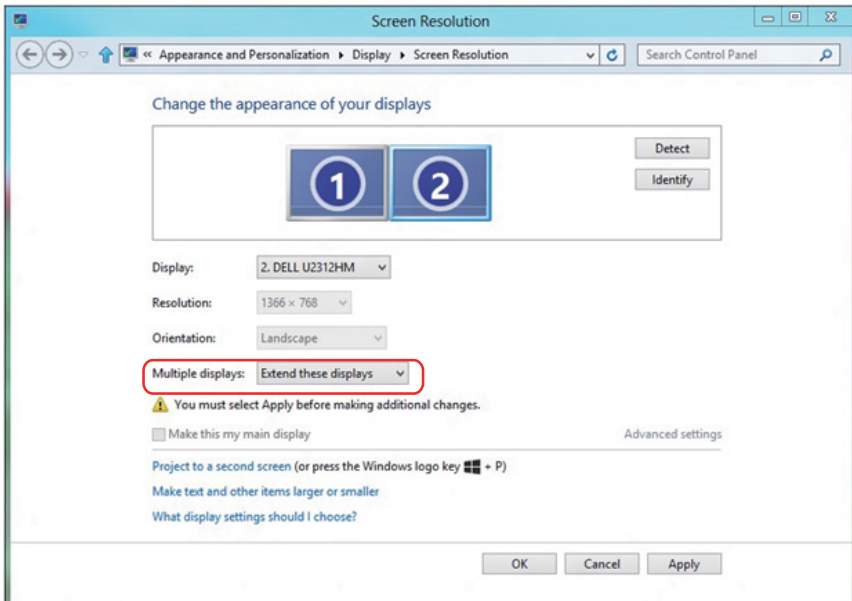 Screen Resolution
« Appearance and Personalization ▸ Display ▸ Screen Resolution
Search Control Panel
Change the appearance of your displays
1 2
Detect
Identify
Display: 2. DELL U2312HM
Resolution: 1366 × 768
Orientation: Landscape
Multiple displays: Extend these displays
You must select Apply before making additional changes.
Make this my main display Advanced settings
Project to a second screen (or press the Windows logo key + P)
Make text and other items larger or smaller
What display settings should I choose?
OK Cancel Apply